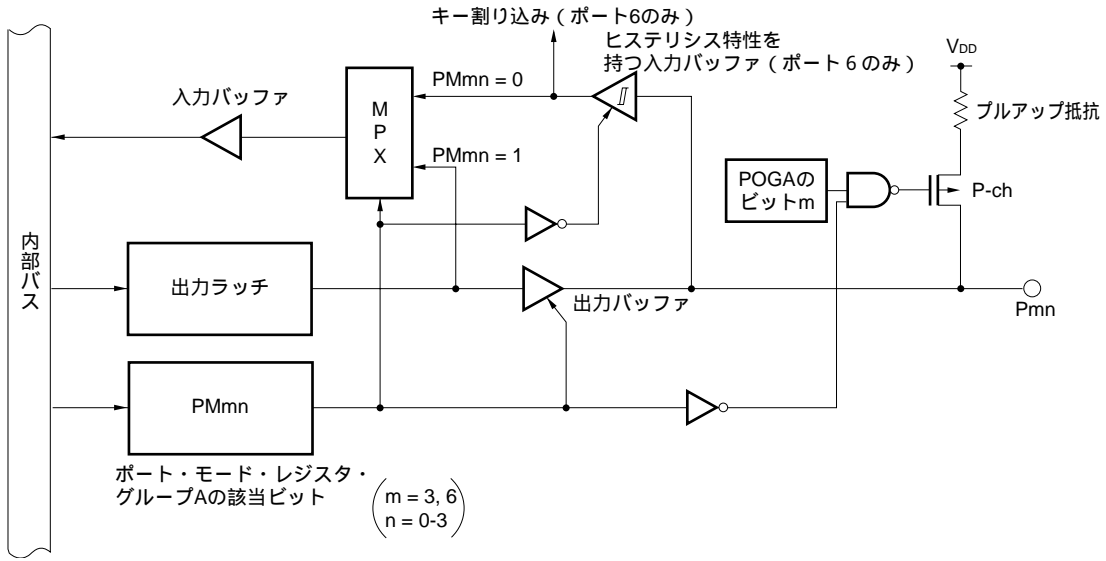 キー割り込み（ポート6のみ）
ヒステリシス特性を
持つ入力バッファ（ポート６のみ）
VDD
入力バッファ
MPX
PMmn = 0
PMmn = 1
プルアップ抵抗
POGAの
ビットm
P-ch
内部バス
出力ラッチ
出力バッファ
Pmn
PMmn
ポート・モード・レジスタ・
グループAの該当ビット
m = 3, 6
n = 0-3